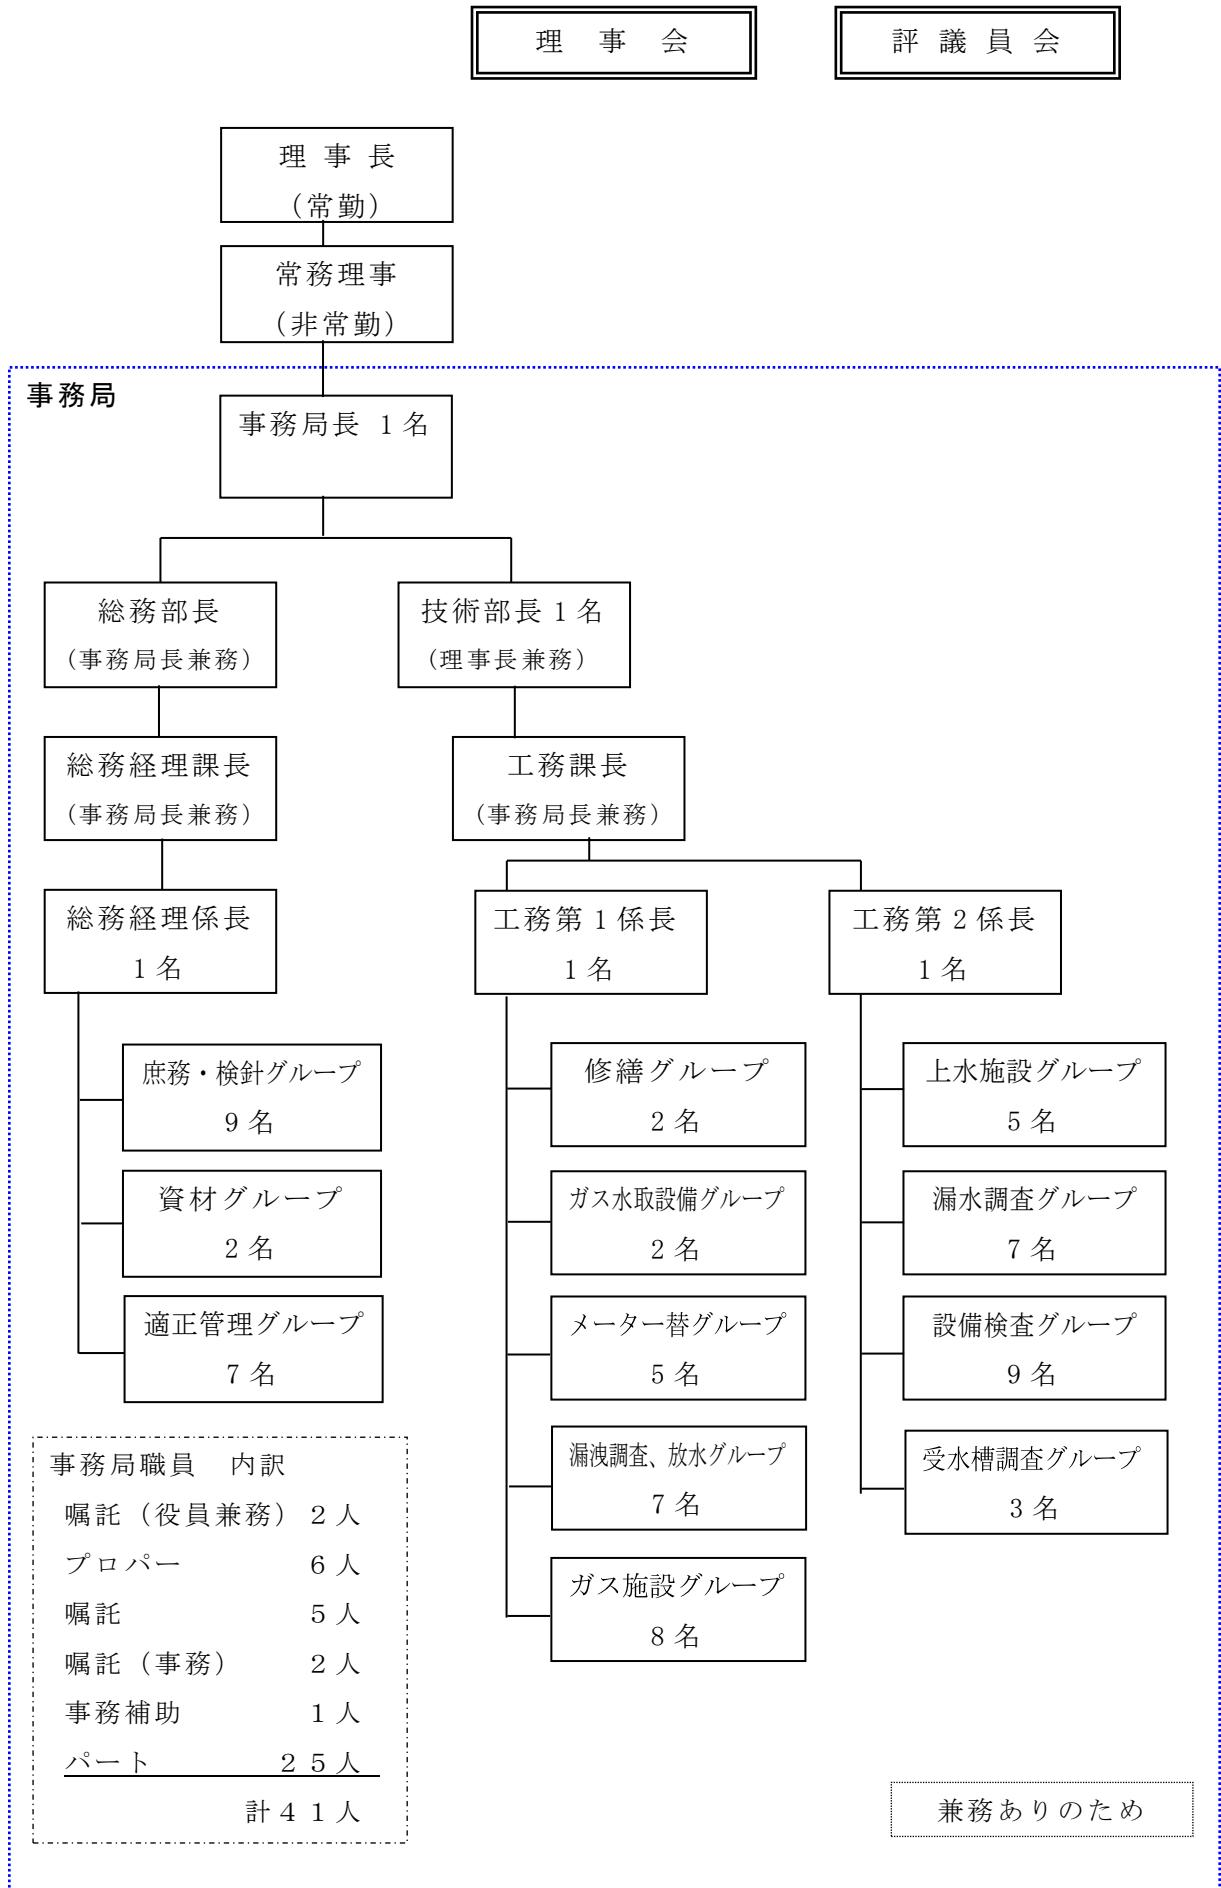 理事会
評議員会
理事長
（常勤）
常務理事
（非常勤）
事務局
事務局長 1名
総務部長
（事務局長兼務）
技術部長1名
（理事長兼務）
総務経理課長
（事務局長兼務）
工務課長
（事務局長兼務）
総務経理係長
1名
工務第1係長
1名
工務第2係長
1名
庶務・検針グループ
9名
資材グループ
2名
適正管理グループ
7名
修繕グループ
2名
ガス水取設備グループ
2名
メーター替グループ
5名
漏洩調査、放水グループ
7名
ガス施設グループ
8名
上水施設グループ
5名
漏水調査グループ
7名
設備検査グループ
9名
受水槽調査グループ
3名
事務局職員　内訳
嘱託（役員兼務）２人
プロパー　６人
嘱託　５人
嘱託（事務）　２人
事務補助　１人
パート　２５人
計４１人
兼務ありのため